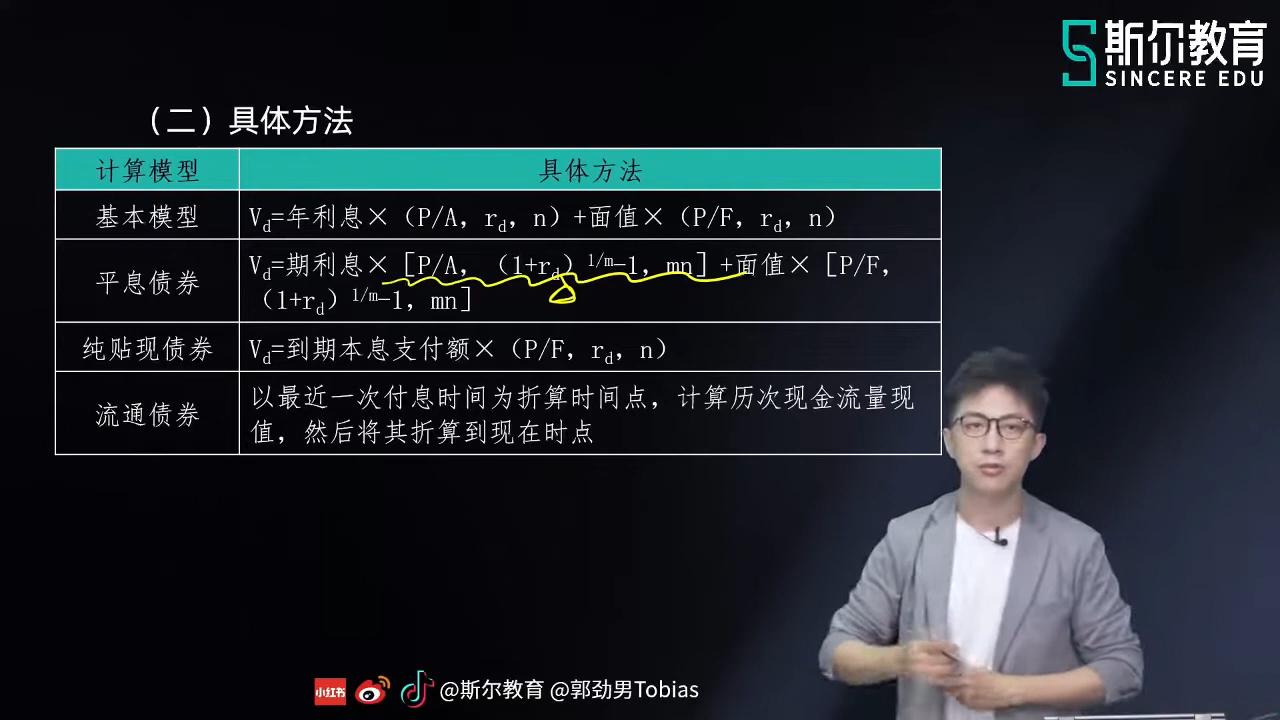 斯尔教育
SINCERE EDU
（二）具体方法
计算模型 具体方法
基本模型 Vd=年利息×（P/A，rd，n）+面值×（P/F，rd，n）
平息债券 Vd=期利息×［P/A，（1+rd）1/m-1，mn］+面值×［P/F，
（1+rd）1/m-1，mn］
纯贴现债券 Vd=到期本息支付额×（P/F，rd，n）
流通债券 以最近一次付息时间为折算时间点，计算历次现金流量现
值，然后将其折算到现在时点
小红书 @斯尔教育 @郭劲男Tobias